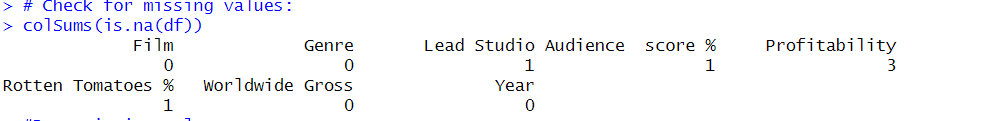 > # Check for missing values:
> colSums(is.na(df))
Film Genre Lead Studio Audience  score % Profitability
0 0 1 1 3
Rotten Tomatoes % Worldwide Gross Year
1 0 0